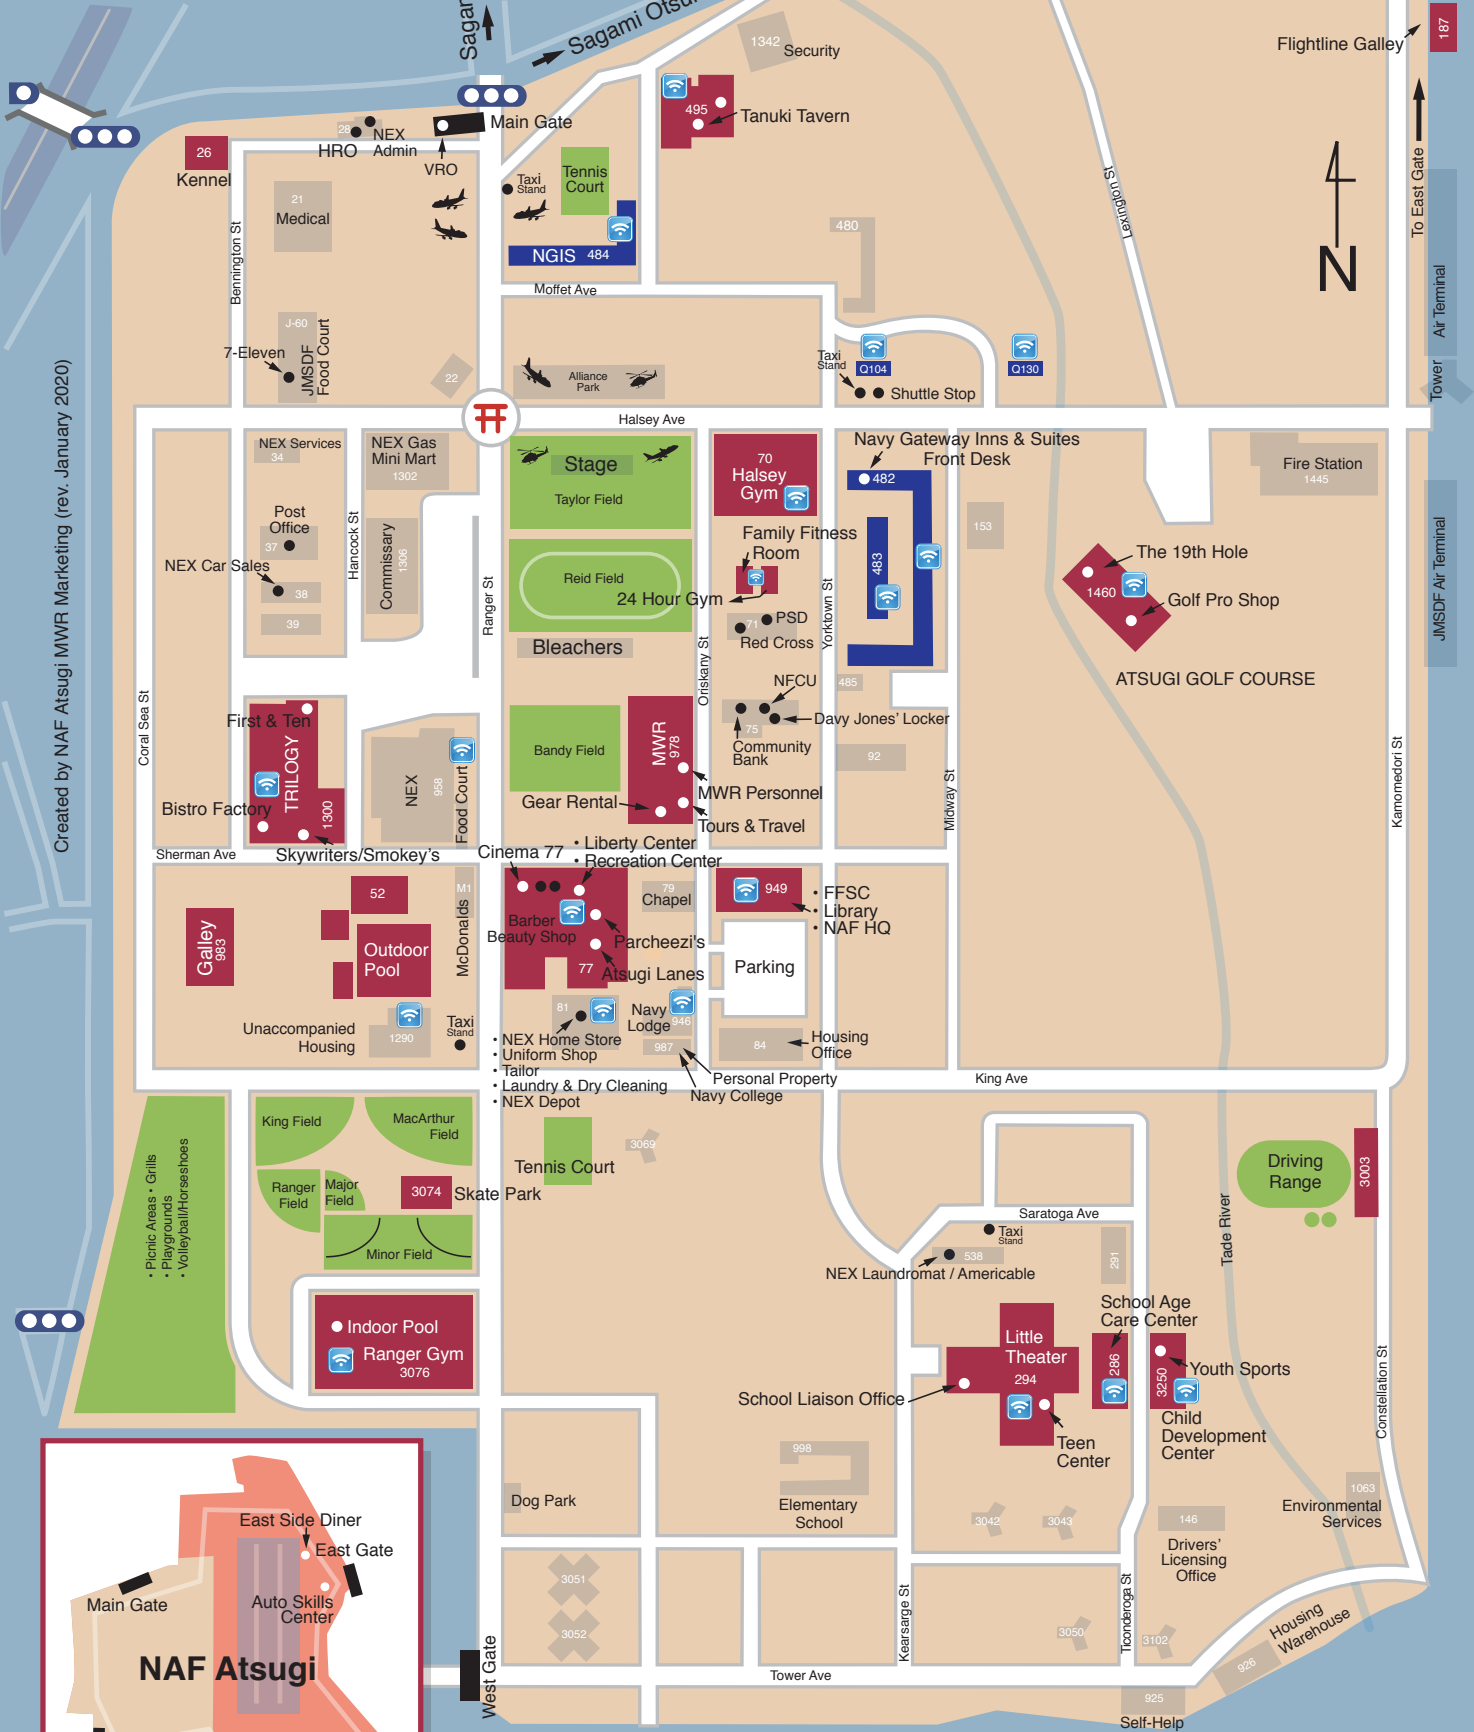 Sagami Otsu
Sagar
1342
Security
Flightline Galley
187
495
Tanuki Tavern
Main Gate
28
HRO
NEX
Admin
VRO
26
Kennel
21
Medical
Taxi
Stand
Tennis
Court
NGIS 484
Moffet Ave
Bennington St
480
Lexington St
N
To East Gate
Air Terminal
Tower
JMSDF Air Terminal
J-60
7-Eleven
JMSDF
Food Court
22
Alliance
Park
Taxi
Stand
Q104
Q130
Shuttle Stop
Halsey Ave
Created by NAF Atsugi MWR Marketing (rev. January 2020)
NEX Services
34
NEX Gas
Mini Mart
1302
Stage
Taylor Field
70
Halsey
Gym
Navy Gateway Inns & Suites
Front Desk
482
483
Fire Station
1445
153
Post
Office
37
NEX Car Sales
38
39
Hancock St
Commissary
1306
Ranger St
Reid Field
Bleachers
Family Fitness
Room
24 Hour Gym
PSD
71
Red Cross
Oriskany St
Yorktown St
The 19th Hole
1460
Golf Pro Shop
ATSUGI GOLF COURSE
485
NFCU
Davy Jones' Locker
75
Community
Bank
92
Coral Sea St
First & Ten
TRILOGY
1300
Bistro Factory
Skywriters/Smokey's
NEX
958
Food Court
Bandy Field
MWR
978
Gear Rental
MWR Personnel
Tours & Travel
Midway St
Kamomedori St
Sherman Ave
Cinema 77
• Liberty Center
• Recreation Center
52
Galley
983
Outdoor
Pool
M1
McDonalds
Barber
Beauty Shop
Parcheezi's
77
Atsugi Lanes
79
Chapel
949
• FFSC
• Library
• NAF HQ
Parking
Unaccompanied
Housing
1290
Taxi
Stand
81
• NEX Home Store
• Uniform Shop
• Tailor
• Laundry & Dry Cleaning
• NEX Depot
Navy
Lodge
946
987
84
Housing
Office
Personal Property
Navy College
King Ave
• Picnic Areas • Grills
• Playgrounds
• Volleyball/Horseshoes
King Field
MacArthur
Field
Ranger
Field
Major
Field
3074
Skate Park
Minor Field
Tennis Court
3069
Indoor Pool
Ranger Gym
3076
Saratoga Ave
Taxi
Stand
538
NEX Laundromat / Americable
291
Tade River
Driving
Range
3003
School Age
Care Center
286
Little
Theater
294
School Liaison Office
Teen
Center
3250
Youth Sports
Child
Development
Center
Constellation St
998
Elementary
School
Dog Park
3042
3043
146
Drivers'
Licensing
Office
1063
Environmental
Services
3051
3052
Kearsarge St
3050
Ticonderoga St
3102
Housing
Warehouse
926
925
Self-Help
Tower Ave
West Gate
East Side Diner
East Gate
Auto Skills
Center
Main Gate
NAF Atsugi